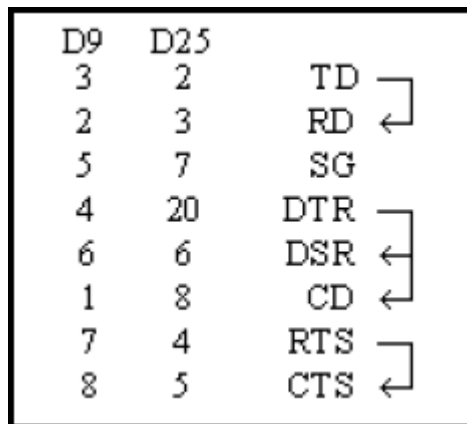 D9 D25
3 2 TD
2 3 RD
5 7 SG
4 20 DTR
6 6 DSR
1 8 CD
7 4 RTS
8 5 CTS